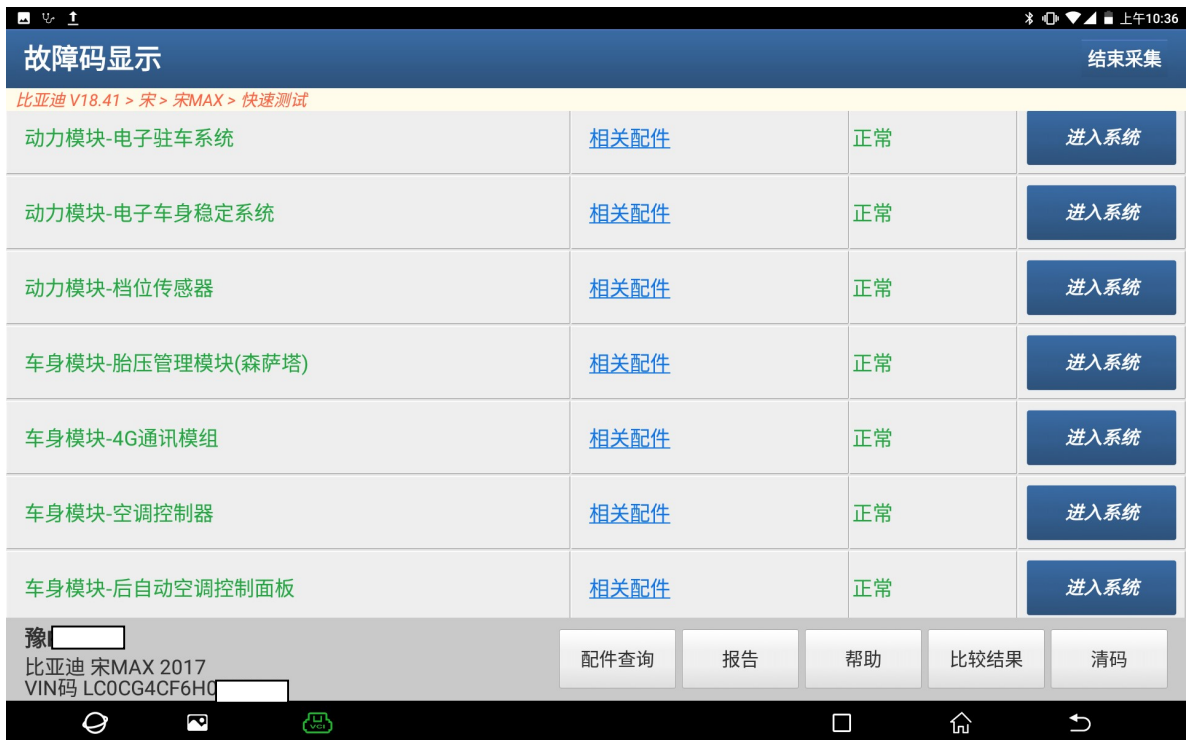 上午10:36
故障码显示
结束采集
比亚迪 V18.41 > 宋 > 宋MAX > 快速测试
动力模块-电子驻车系统 相关配件 正常 进入系统
动力模块-电子车身稳定系统 相关配件 正常 进入系统
动力模块-档位传感器 相关配件 正常 进入系统
车身模块-胎压管理模块(森萨塔) 相关配件 正常 进入系统
车身模块-4G通讯模组 相关配件 正常 进入系统
车身模块-空调控制器 相关配件 正常 进入系统
车身模块-后自动空调控制面板 相关配件 正常 进入系统
豫
比亚迪 宋MAX 2017
VIN码 LC0CG4CF6H0
配件查询 报告 帮助 比较结果 清码
VCI